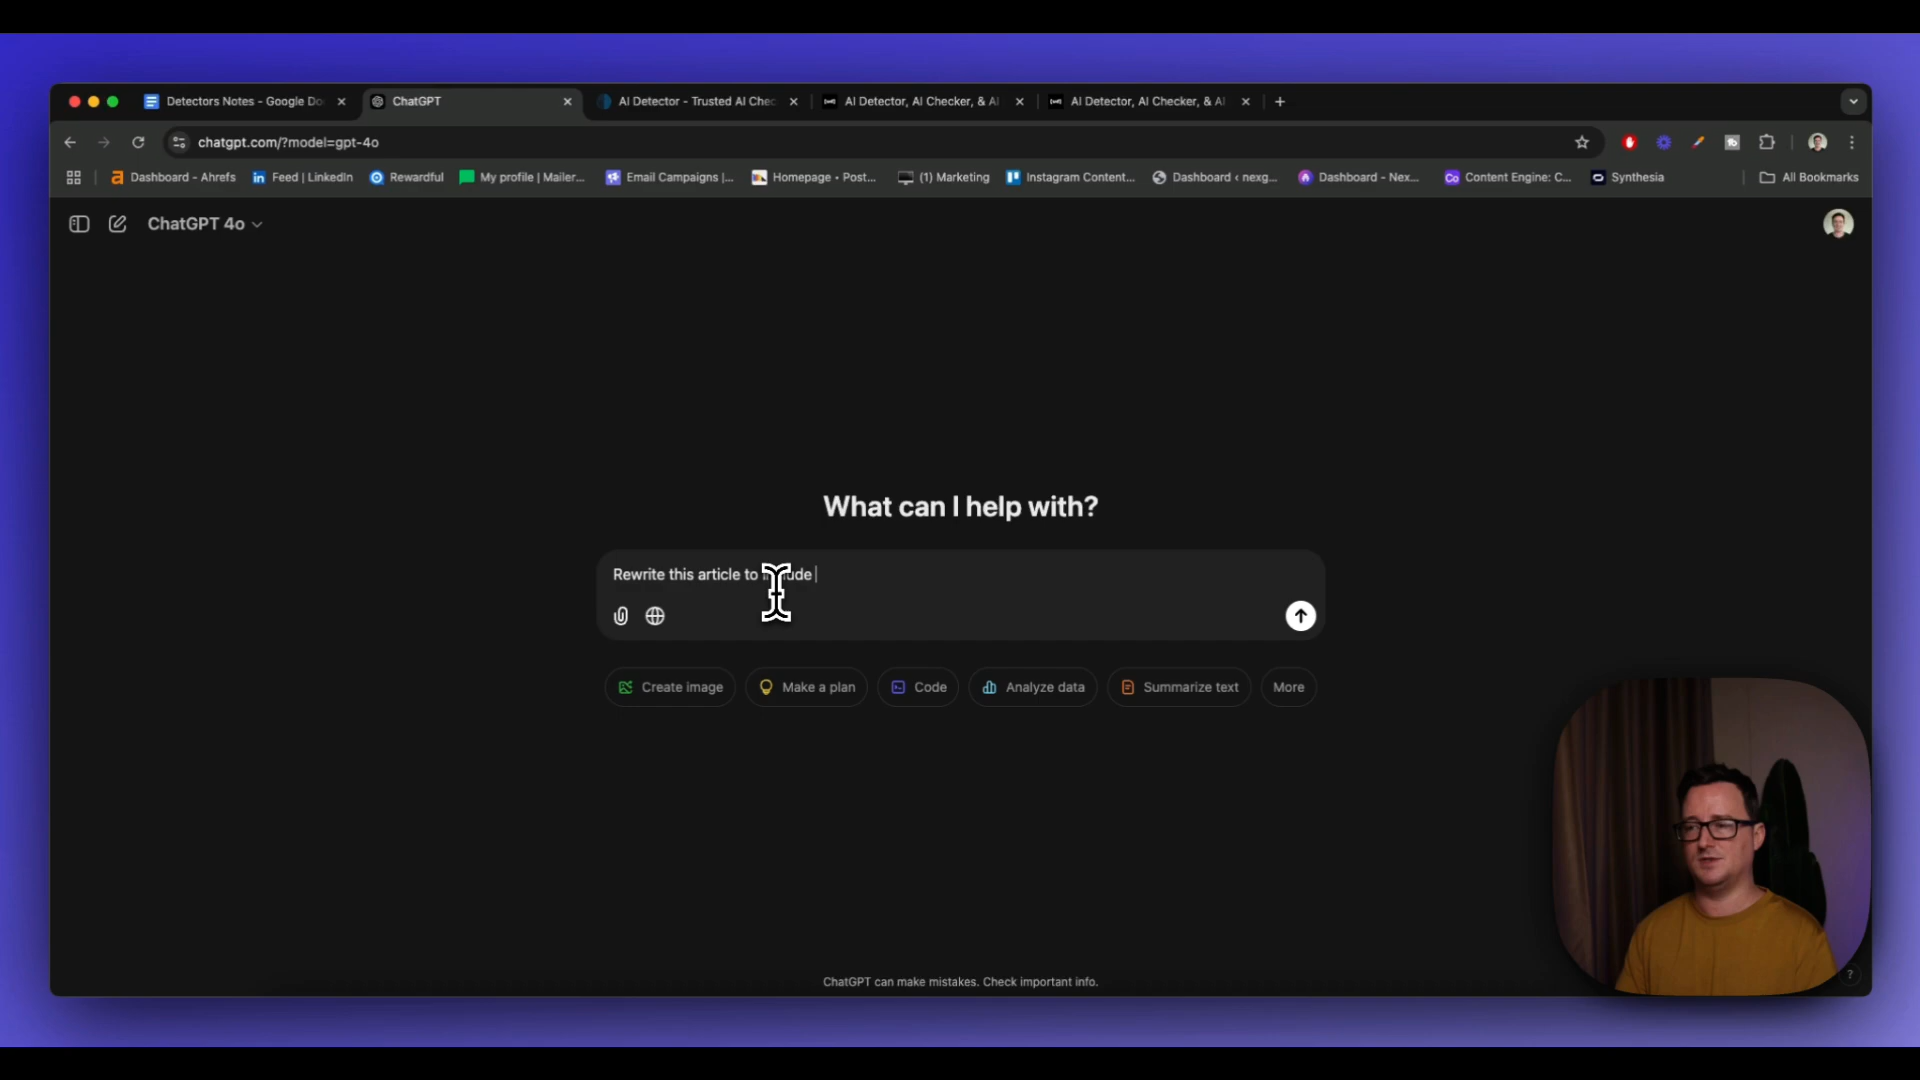 Detectors Notes - Google Do
ChatGPT
AI Detector - Trusted AI Chec
AI Detector, AI Checker, & AI
AI Detector, AI Checker, & AI
chatgpt.com/?model=gpt-4o
Dashboard - Ahrefs
Feed | LinkedIn
Rewardful
My profile | Mailer...
Email Campaigns |...
Homepage • Post...
(1) Marketing
Instagram Content...
Dashboard ‹ nexg...
Dashboard - Nex...
Content Engine: C...
Synthesia
All Bookmarks
ChatGPT 4o
What can I help with?
Rewrite this article to include
Create image
Make a plan
Code
Analyze data
Summarize text
More
ChatGPT can make mistakes. Check important info.
?